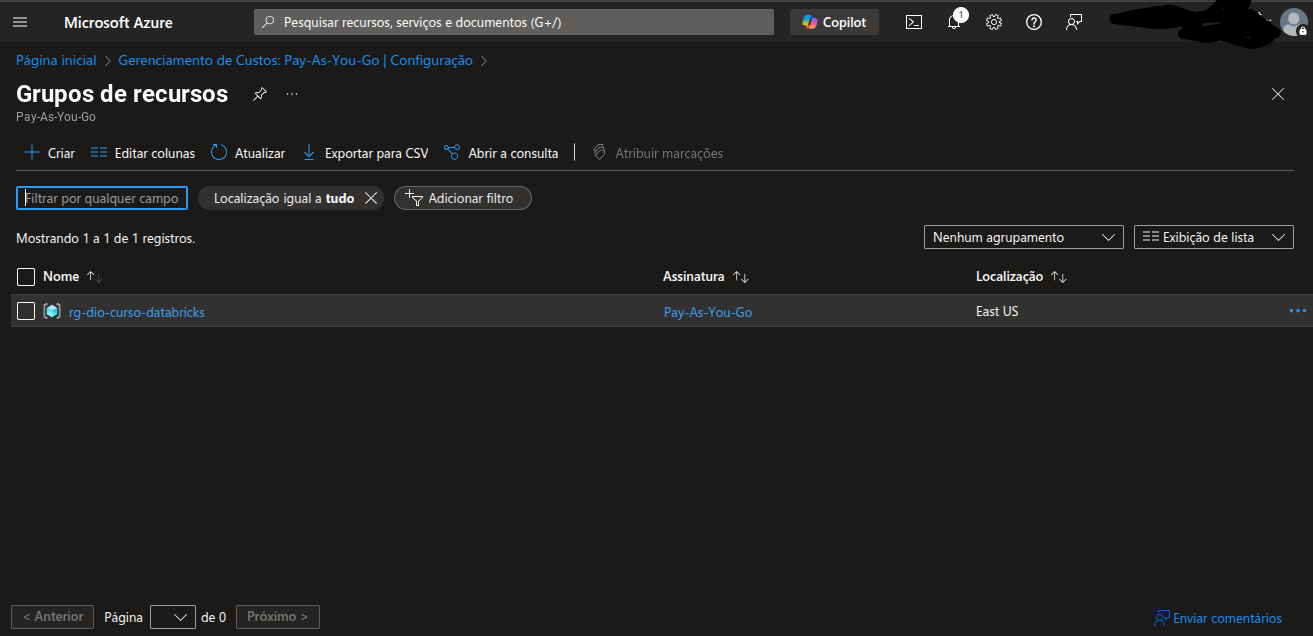 Microsoft Azure
Pesquisar recursos, serviços e documentos (G+/)
Copilot
1
Página inicial > Gerenciamento de Custos: Pay-As-You-Go | Configuração >
Grupos de recursos
Pay-As-You-Go
Criar Editar colunas Atualizar Exportar para CSV Abrir a consulta Atribuir marcações
Filtrar por qualquer campo Localização igual a tudo Adicionar filtro
Mostrando 1 a 1 de 1 registros.
Nenhum agrupamento Exibição de lista
Nome Assinatura Localização
rg-dio-curso-databricks Pay-As-You-Go East US
< Anterior Página de 0 Próximo >
Enviar comentários